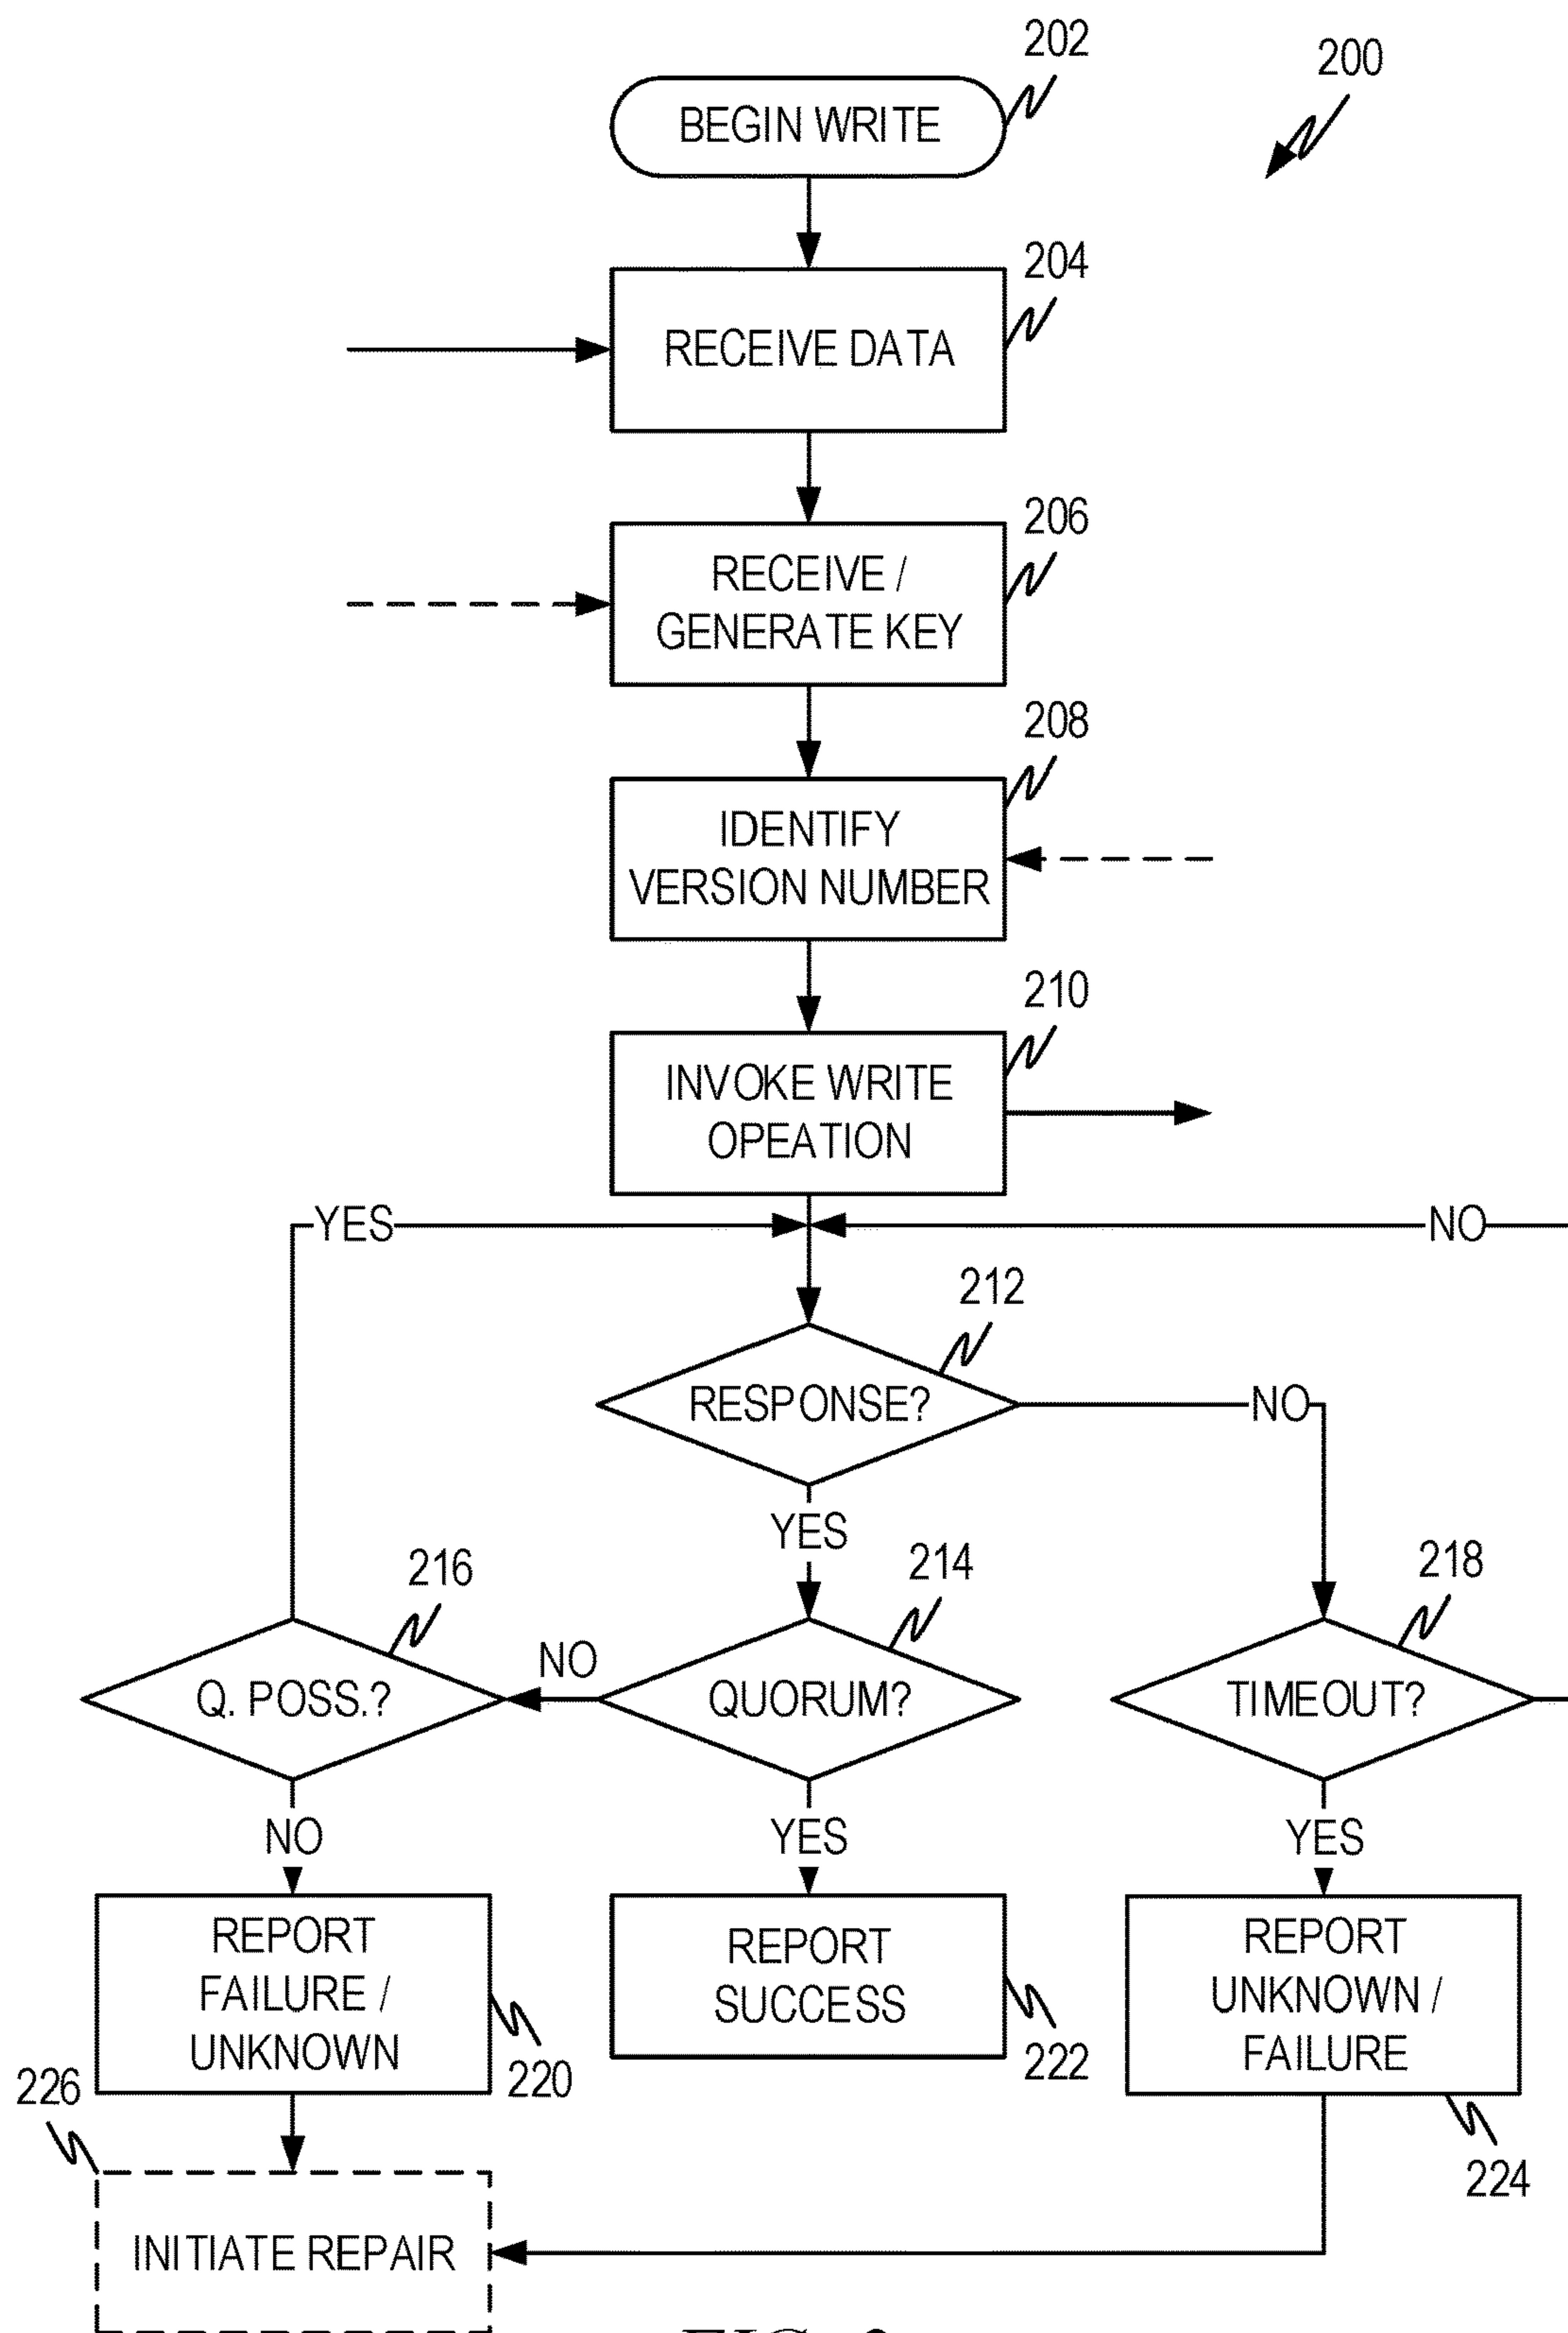 202
200
BEGIN WRITE
204
RECEIVE DATA
206
RECEIVE /
GENERATE KEY
208
IDENTIFY
VERSION NUMBER
210
INVOKE WRITE
OPEATION
YES
NO
212
RESPONSE?
NO
YES
216
214
218
NO
Q. POSS.?
QUORUM?
TIMEOUT?
NO
YES
YES
REPORT
FAILURE /
UNKNOWN
REPORT
SUCCESS
REPORT
UNKNOWN /
FAILURE
226
220
222
224
INITIATE REPAIR